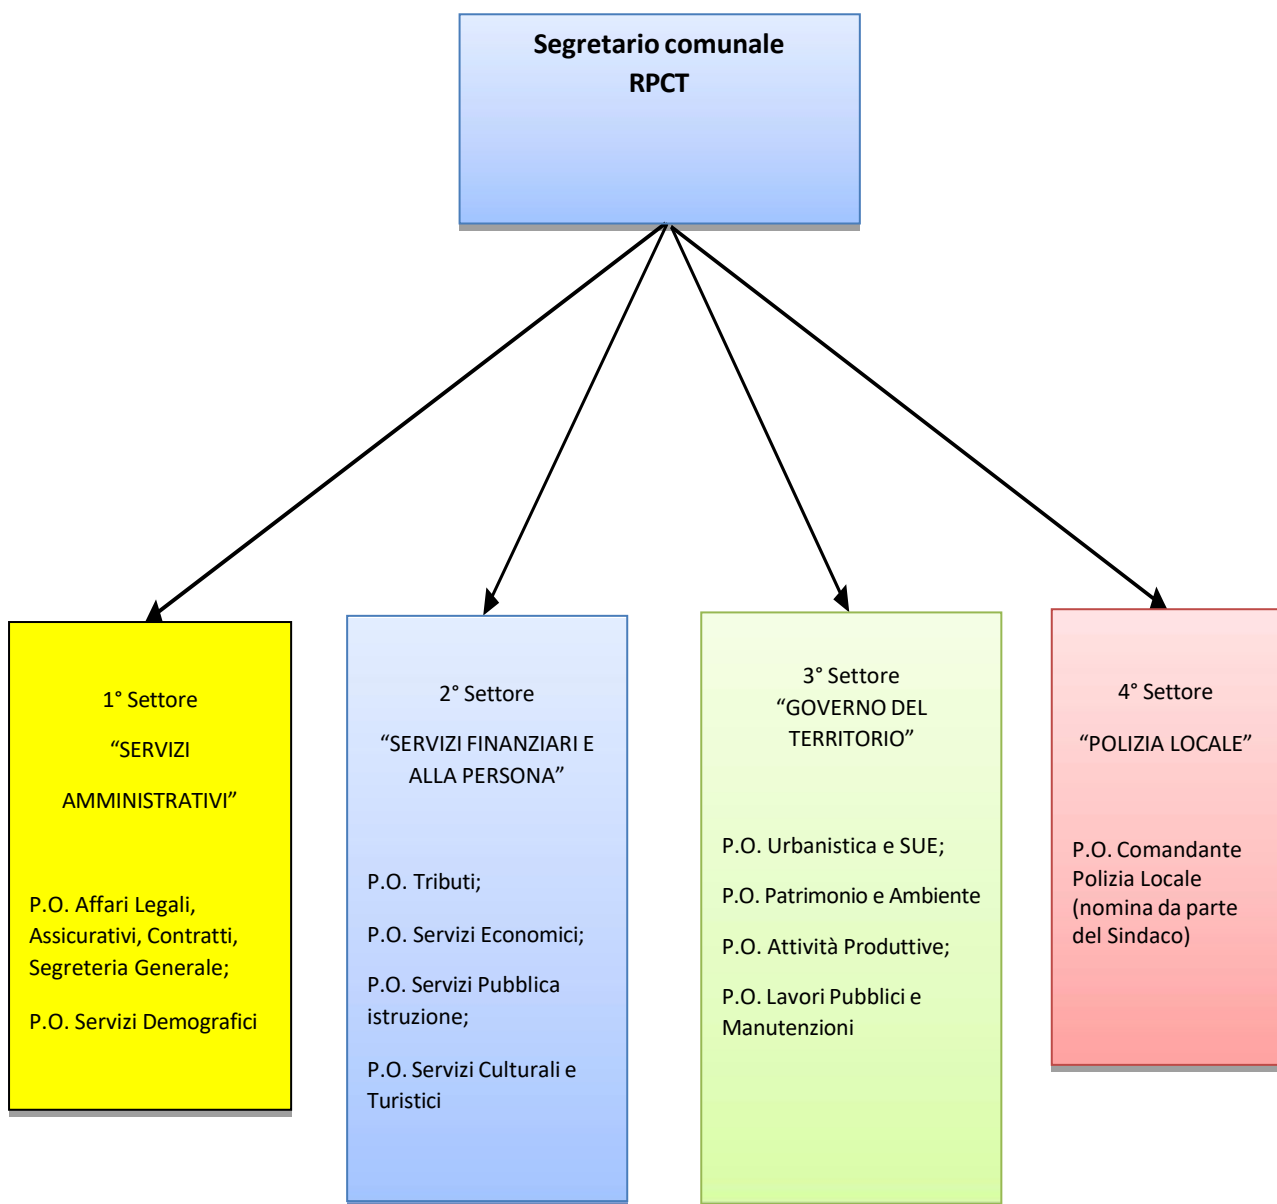 Segretario comunale
RPCT
1° Settore
“SERVIZI
AMMINISTRATIVI”
P.O. Affari Legali,
Assicurativi, Contratti,
Segreteria Generale;
P.O. Servizi Demografici
2° Settore
“SERVIZI FINANZIARI E
ALLA PERSONA”
P.O. Tributi;
P.O. Servizi Economici;
P.O. Servizi Pubblica
istruzione;
P.O. Servizi Culturali e
Turistici
3° Settore
“GOVERNO DEL
TERRITORIO”
P.O. Urbanistica e SUE;
P.O. Patrimonio e Ambiente
P.O. Attività Produttive;
P.O. Lavori Pubblici e
Manutenzioni
4° Settore
“POLIZIA LOCALE”
P.O. Comandante
Polizia Locale
(nomina da parte
del Sindaco)